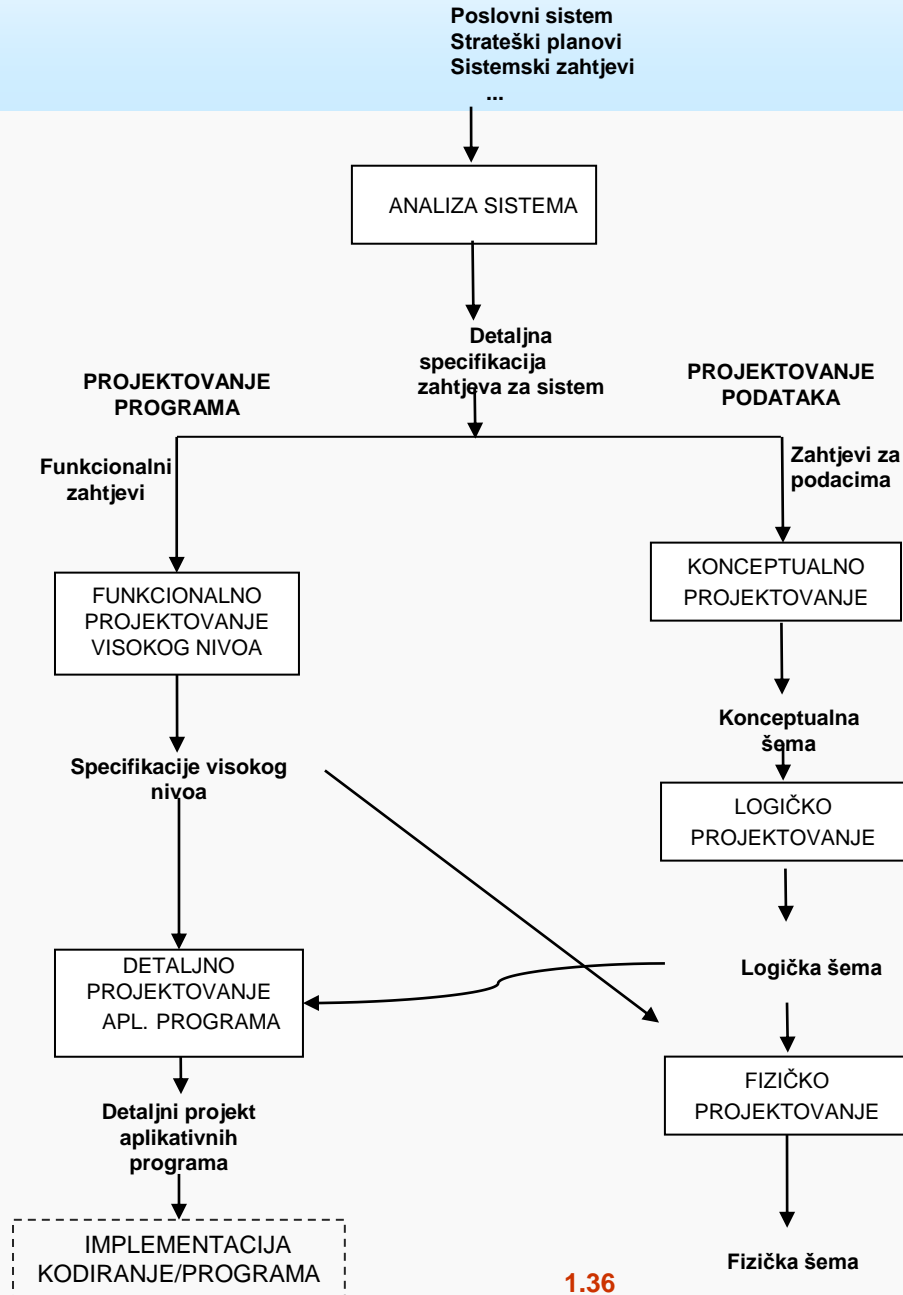 Poslovni sistem
Strateški planovi
Sistemski zahtjevi
...
ANALIZA SISTEMA
Detaljna
specifikacija
zahtjeva za sistem
PROJEKTOVANJE
PROGRAMA
PROJEKTOVANJE
PODATAKA
Funkcionalni
zahtjevi
Zahtjevi za
podacima
FUNKCIONALNO
PROJEKTOVANJE
VISOKOG NIVOA
KONCEPTUALNO
PROJEKTOVANJE
Specifikacije visokog
nivoa
Konceptualna
šema
LOGIČKO
PROJEKTOVANJE
DETALJNO
PROJEKTOVANJE
APL. PROGRAMA
Logička šema
Detaljni projekt
aplikativnih
programa
FIZIČKO
PROJEKTOVANJE
IMPLEMENTACIJA
KODIRANJE/PROGRAMA
Fizička šema
1.36